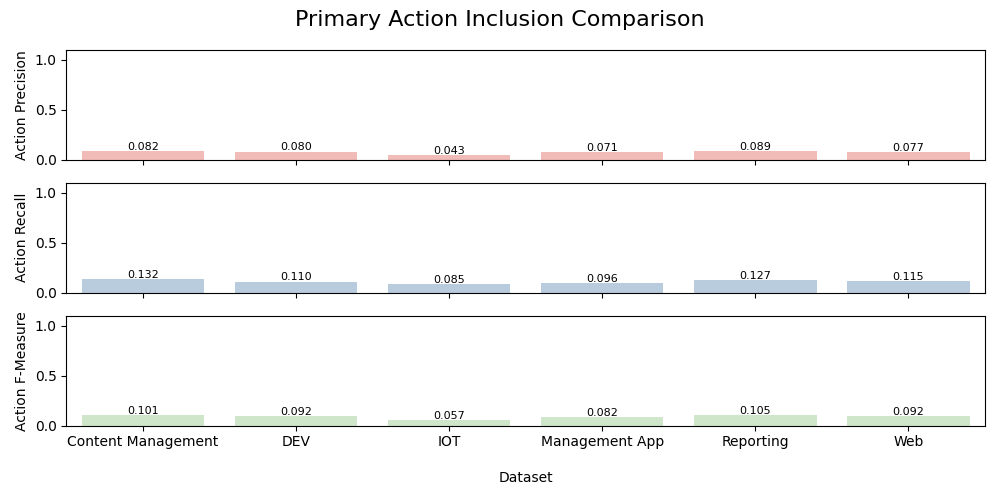 Primary Action Inclusion Comparison
Action Precision
1.0
0.5
0.0
0.082 0.080 0.043 0.071 0.089 0.077
Action Recall
1.0
0.5
0.0
0.132 0.110 0.085 0.096 0.127 0.115
Action F-Measure
1.0
0.5
0.0
0.101 0.092 0.057 0.082 0.105 0.092
Content Management DEV IOT Management App Reporting Web
Dataset